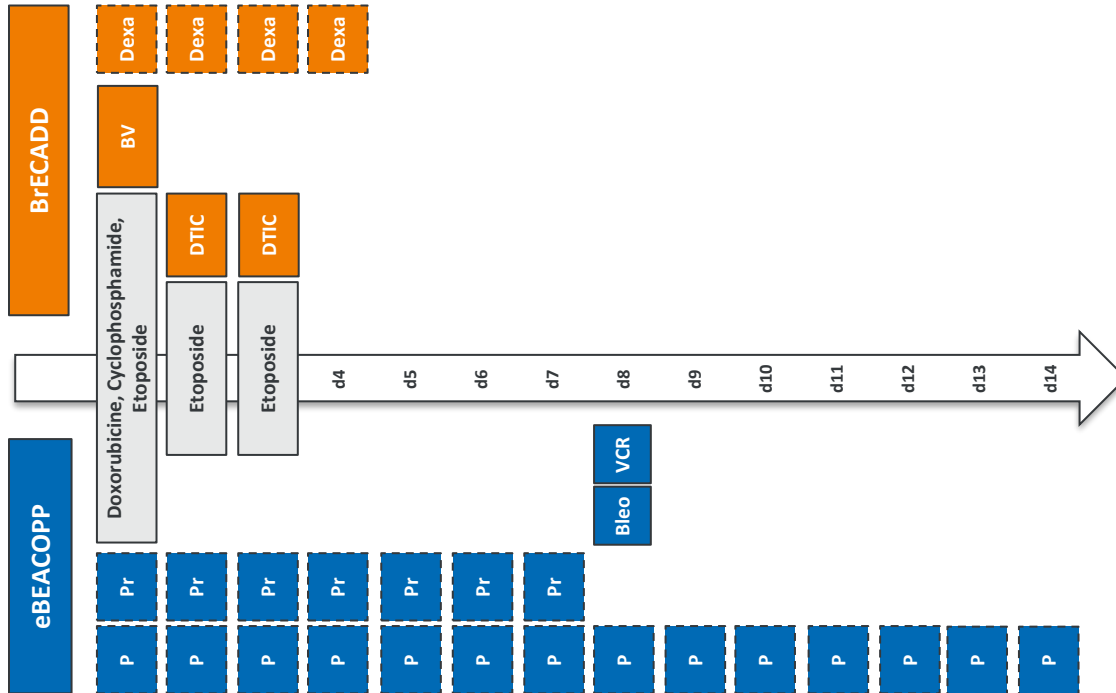 eBEACOPP
BrECADD
P Pr Doxorubicine, Cyclophosphamide,
Etoposide BV Dexa
P Pr Etoposide DTIC Dexa
P Pr Etoposide DTIC Dexa
P Pr d4 Dexa
P Pr d5
P Pr d6
P Pr d7
P Bleo VCR d8
P d9
P d10
P d11
P d12
P d13
P d14